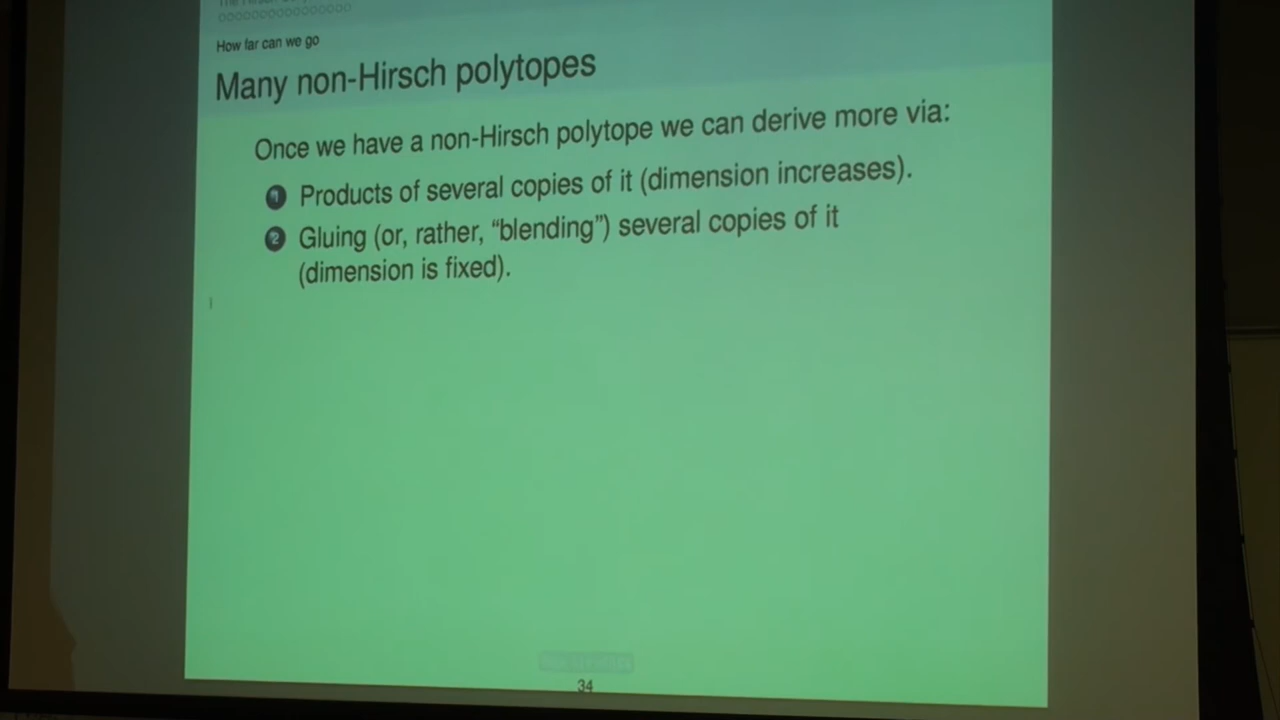 How far can we go
Many non-Hirsch polytopes
Once we have a non-Hirsch polytope we can derive more via:
1 Products of several copies of it (dimension increases).
2 Gluing (or, rather, “blending”) several copies of it
(dimension is fixed).
34